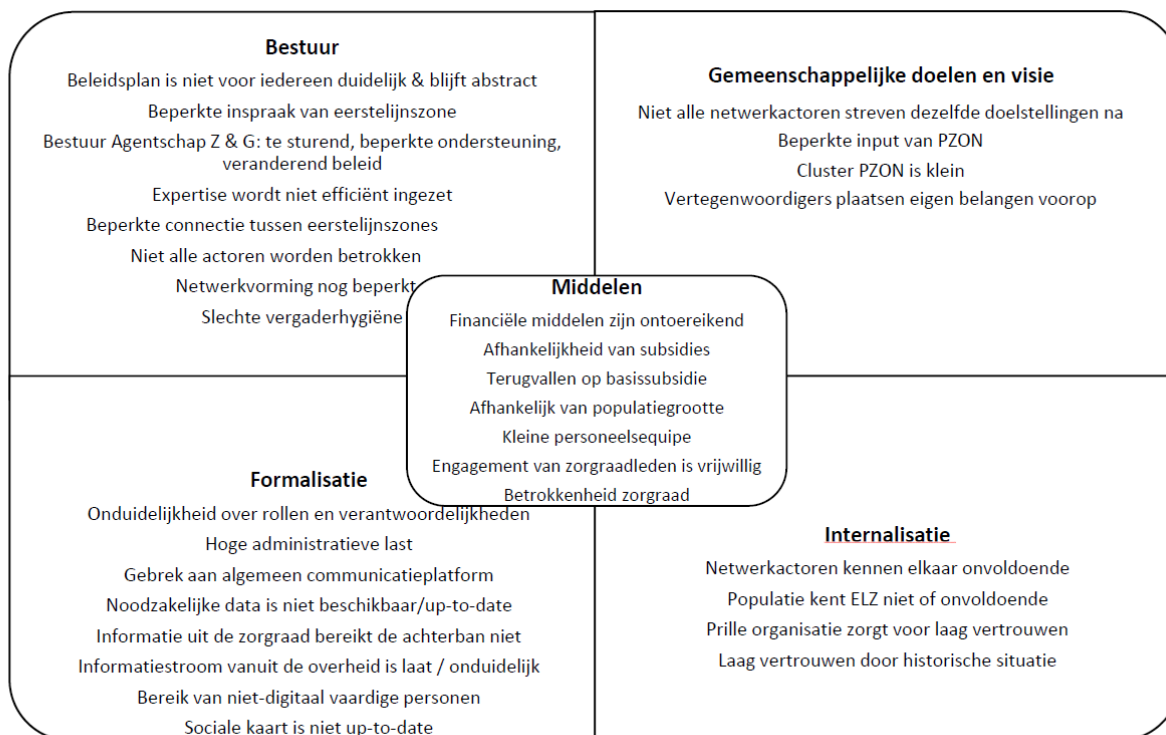 Bestuur
Beleidsplan is niet voor iedereen duidelijk & blijft abstract
Beperkte inspraak van eerstelijnszone
Bestuur Agentschap Z & G: te sturend, beperkte ondersteuning,
veranderend beleid
Expertise wordt niet efficiënt ingezet
Beperkte connectie tussen eerstelijnszones
Niet alle actoren worden betrokken
Netwerkvorming nog beperkt
Slechte vergaderhygiëne
Gemeenschappelijke doelen en visie
Niet alle netwerkactoren streven dezelfde doelstellingen na
Beperkte input van PZON
Cluster PZON is klein
Vertegenwoordigers plaatsen eigen belangen voorop
Middelen
Financiële middelen zijn ontoereikend
Afhankelijkheid van subsidies
Terugvallen op basissubsidie
Afhankelijk van populatiegrootte
Kleine personeelsequipe
Engagement van zorgraadleden is vrijwillig
Betrokkenheid zorgraad
Formalisatie
Onduidelijkheid over rollen en verantwoordelijkheden
Hoge administratieve last
Gebrek aan algemeen communicatieplatform
Noodzakelijke data is niet beschikbaar/up-to-date
Informatie uit de zorgraad bereikt de achterban niet
Informatiestroom vanuit de overheid is laat / onduidelijk
Bereik van niet-digitaal vaardige personen
Sociale kaart is niet up-to-date
Internalisatie
Netwerkactoren kennen elkaar onvoldoende
Populatie kent ELZ niet of onvoldoende
Prille organisatie zorgt voor laag vertrouwen
Laag vertrouwen door historische situatie